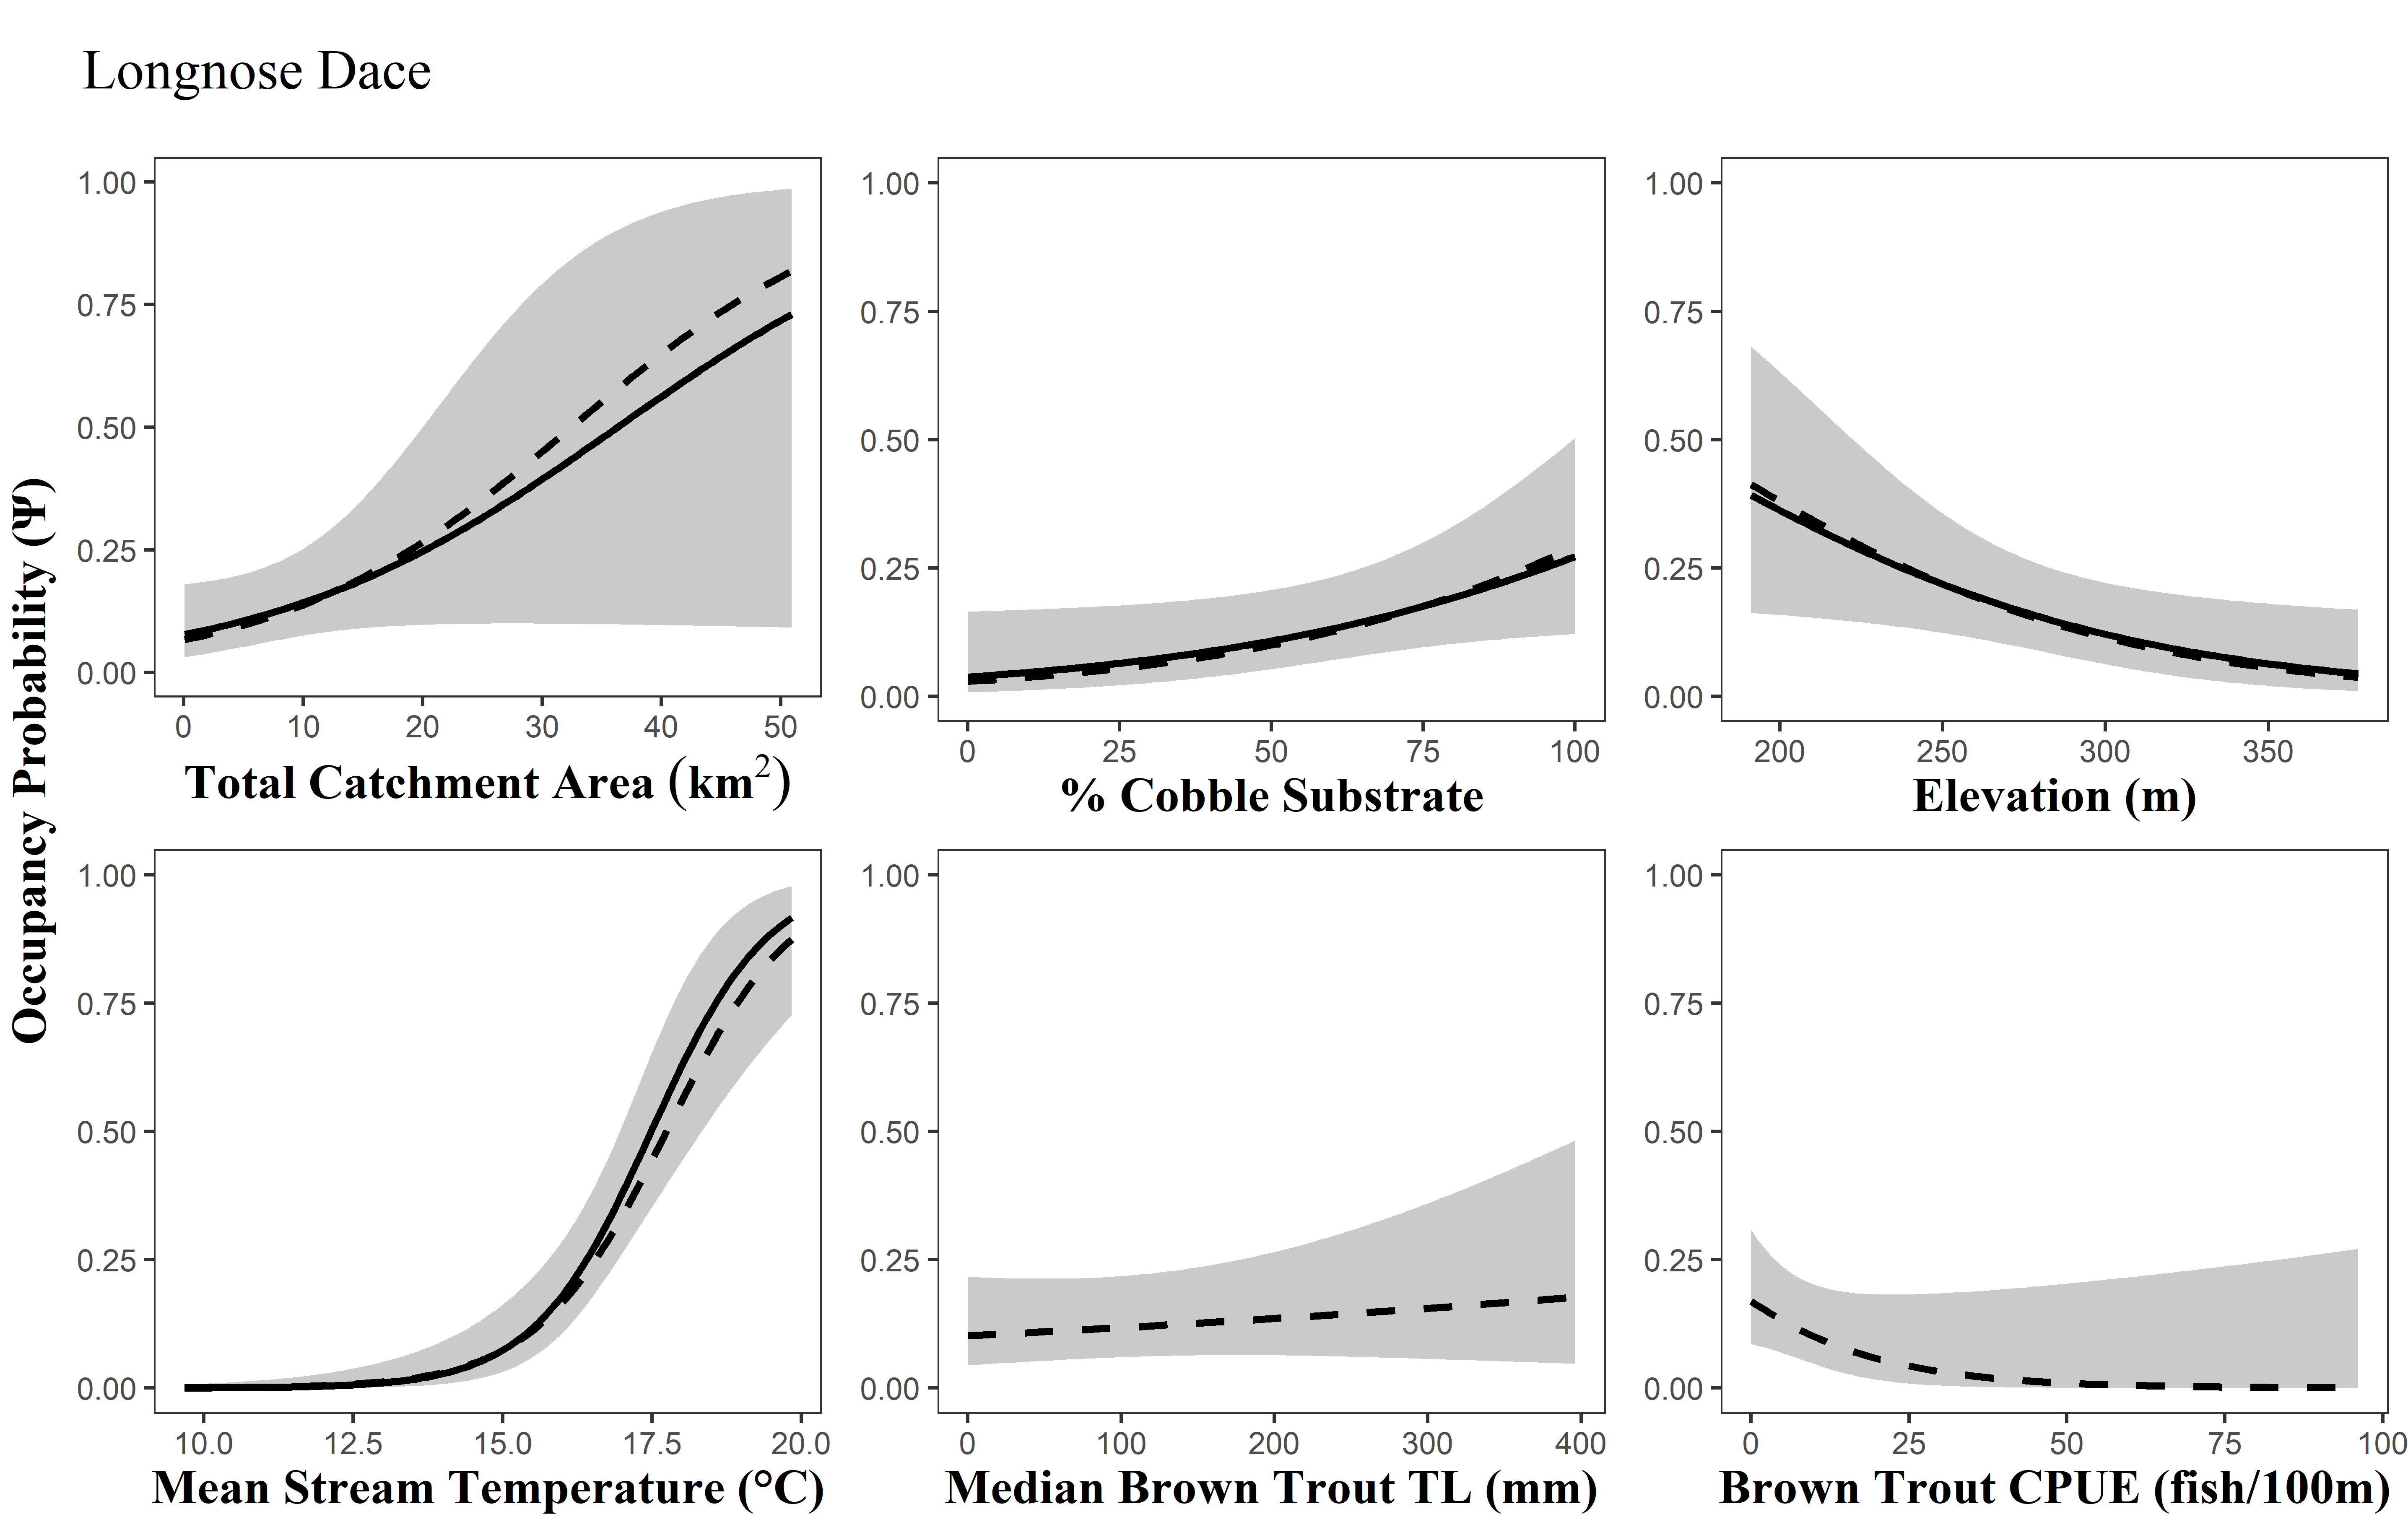 Longnose Dace
Occupancy Probability (Ψ)
1.00
0.75
0.50
0.25
0.00
0 10 20 30 40 50
Total Catchment Area (km²)
1.00
0.75
0.50
0.25
0.00
0 25 50 75 100
% Cobble Substrate
1.00
0.75
0.50
0.25
0.00
200 250 300 350
Elevation (m)
1.00
0.75
0.50
0.25
0.00
10.0 12.5 15.0 17.5 20.0
Mean Stream Temperature (°C)
1.00
0.75
0.50
0.25
0.00
0 100 200 300 400
Median Brown Trout TL (mm)
1.00
0.75
0.50
0.25
0.00
0 25 50 75 100
Brown Trout CPUE (fish/100m)